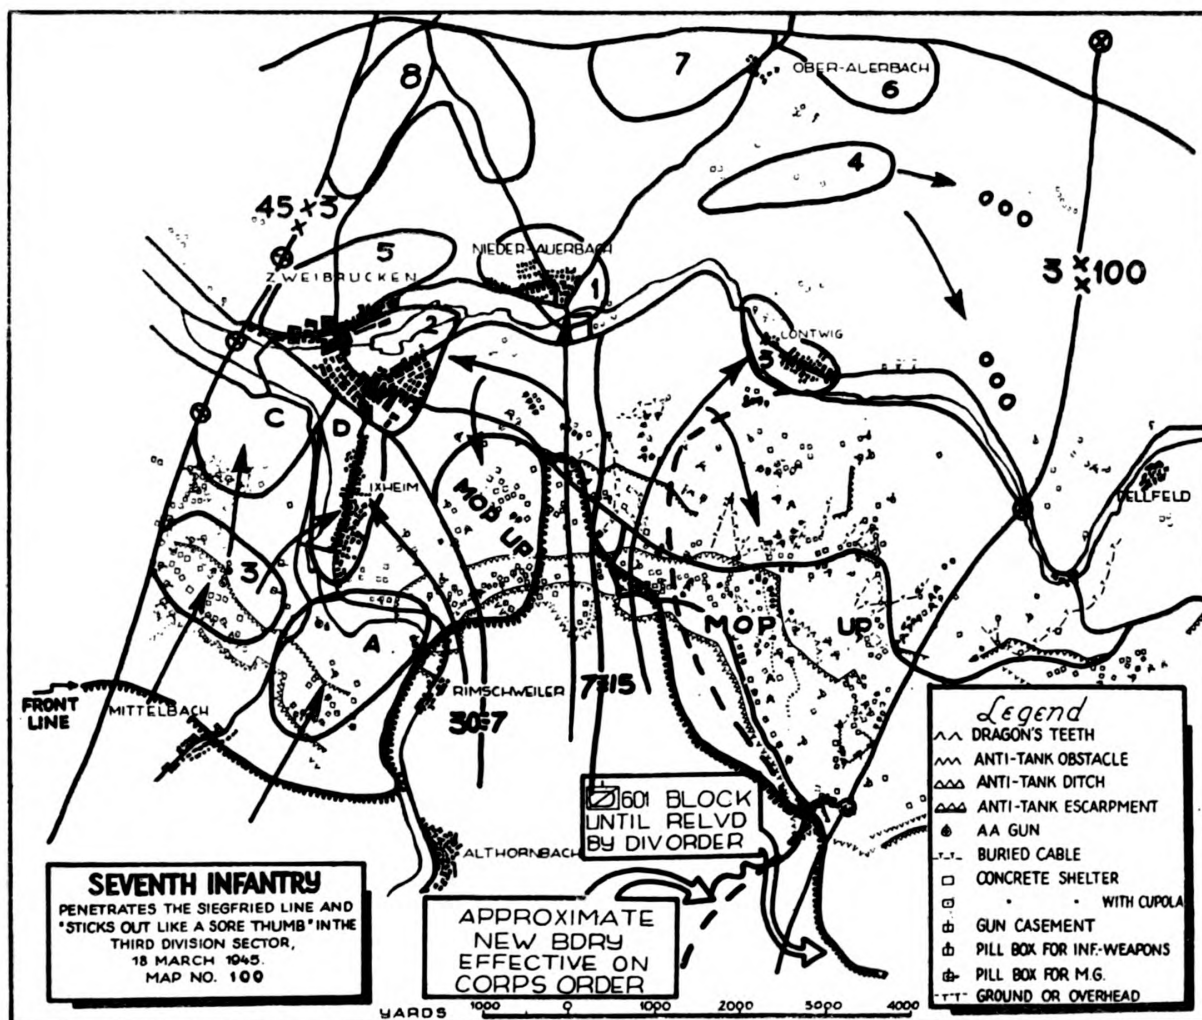 7
8
OBER-AUERBACH
6
4
45 × 3
×
5
NIEDER-AUERBACH
ZWEIBRUCKEN
1
3 × 100
×
2
LONTWIG
3
C
D
IXHEIM
MOP UP
3
MOP UP
A
FRONT LINE
MITTELBACH
RIMSCHWEILER
7=15
30=7
ALTHORNBACH
601 BLOCK
UNTIL RELVD
BY DIV ORDER
APPROXIMATE
NEW BDRY
EFFECTIVE ON
CORPS ORDER
SEVENTH INFANTRY
PENETRATES THE SIEGFRIED LINE AND
"STICKS OUT LIKE A SORE THUMB" IN THE
THIRD DIVISION SECTOR,
18 MARCH 1945.
MAP NO. 100
Legend
DRAGON'S TEETH
ANTI-TANK OBSTACLE
ANTI-TANK DITCH
ANTI-TANK ESCARPMENT
AA GUN
BURIED CABLE
CONCRETE SHELTER
" " WITH CUPOLA
GUN CASEMENT
PILL BOX FOR INF.-WEAPONS
PILL BOX FOR M.G.
GROUND OR OVERHEAD
YARDS 1000 0 1000 2000 3000 4000